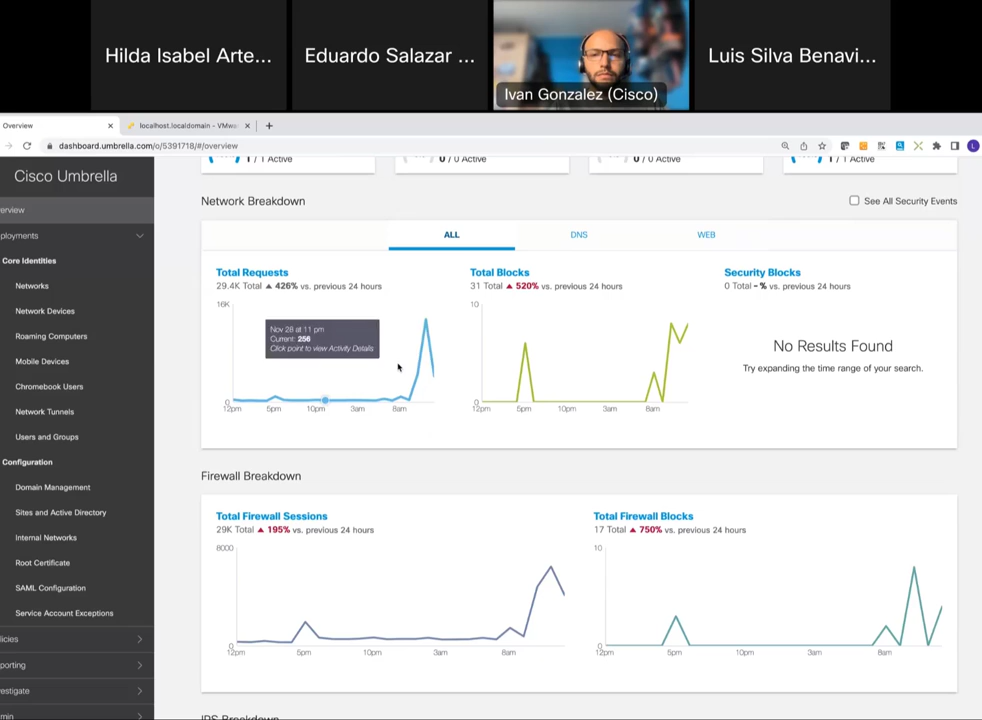 Hilda Isabel Arte...
Eduardo Salazar ...
Ivan Gonzalez (Cisco)
Luis Silva Benavi...
Overview
localhost.localdomain - VMwa
dashboard.umbrella.com/o/5391718/#/overview
Cisco Umbrella
erview
ployments
Core Identities
Networks
Network Devices
Roaming Computers
Mobile Devices
Chromebook Users
Network Tunnels
Users and Groups
Configuration
Domain Management
Sites and Active Directory
Internal Networks
Root Certificate
SAML Configuration
Service Account Exceptions
licies
porting
estigate
min
1 / 1 Active
0 / 0 Active
0 / 0 Active
1 / 1 Active
Network Breakdown
See All Security Events
ALL
DNS
WEB
Total Requests
29.4K Total ▲ 426% vs. previous 24 hours
16K
Nov 28 at 11 pm
Current: 256
Click point to view Activity Details
0
12pm 5pm 10pm 3am 8am
Total Blocks
31 Total ▲ 520% vs. previous 24 hours
10
0
12pm 5pm 10pm 3am 8am
Security Blocks
0 Total - % vs. previous 24 hours
No Results Found
Try expanding the time range of your search.
Firewall Breakdown
Total Firewall Sessions
29K Total ▲ 195% vs. previous 24 hours
8000
0
12pm 5pm 10pm 3am 8am
Total Firewall Blocks
17 Total ▲ 750% vs. previous 24 hours
10
0
12pm 5pm 10pm 3am 8am
IPS Breakdown